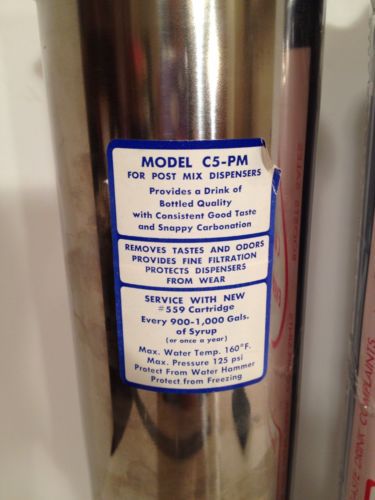 MODEL C5-PM
FOR POST MIX DISPENSERS
Provides a Drink of
Bottled Quality
with Consistent Good Taste
and Snappy Carbonation
REMOVES TASTES AND ODORS
PROVIDES FINE FILTRATION
PROTECTS DISPENSERS
FROM WEAR
SERVICE WITH NEW
#559 Cartridge
Every 900-1,000 Gals.
of Syrup
(or once a year)
Max. Water Temp. 160°F.
Max. Pressure 125 psi
Protect From Water Hammer
Protect from Freezing
DRINK COMPLAINTS